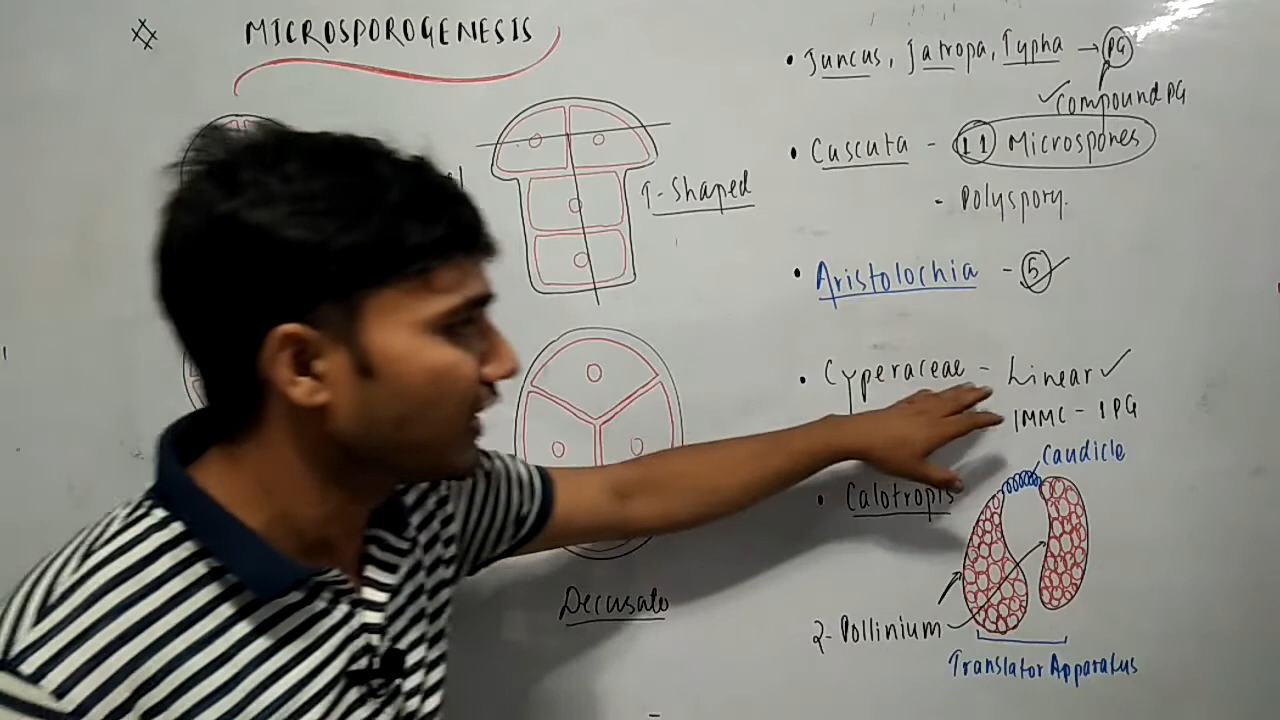 MICROSPOROGENESIS
T-Shaped
Decusate
• Juncus, Jatropa, Typha → PG
✓ Compound PG
• Cuscuta - 11 Microspores
- Polyspory.
• Aristolochia - 5 ✓
• Cyperaceae - Linear ✓
1MMC - 1PG
Caudicle
• Calotropis
2-Pollinium
Translator Apparatus